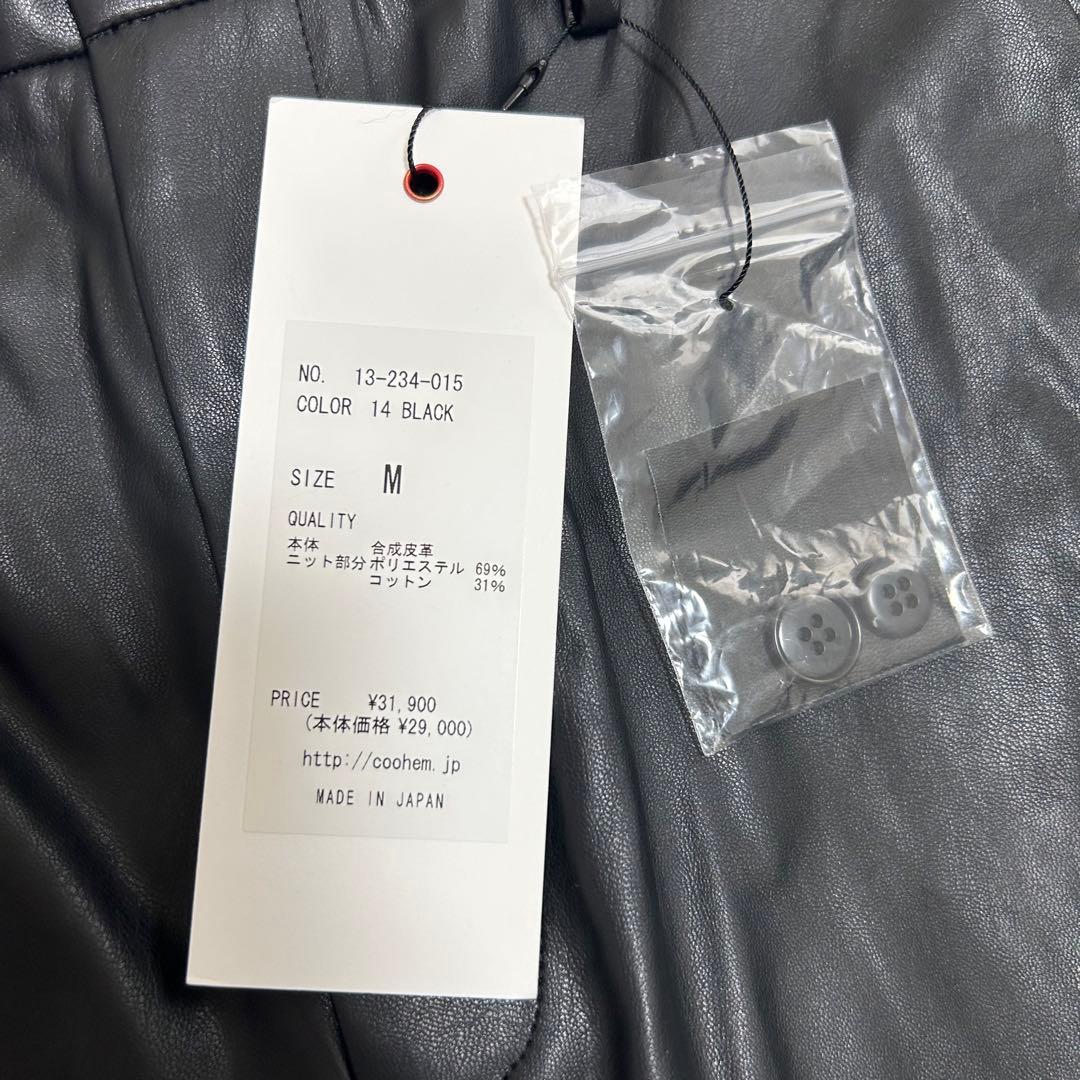 NO. 13-234-015
COLOR 14 BLACK
SIZE M
QUALITY
本体 合成皮革
ニット部分 ポリエステル 69%
コットン 31%
PRICE ¥31,900
(本体価格 ¥29,000)
http://coohem.jp
MADE IN JAPAN